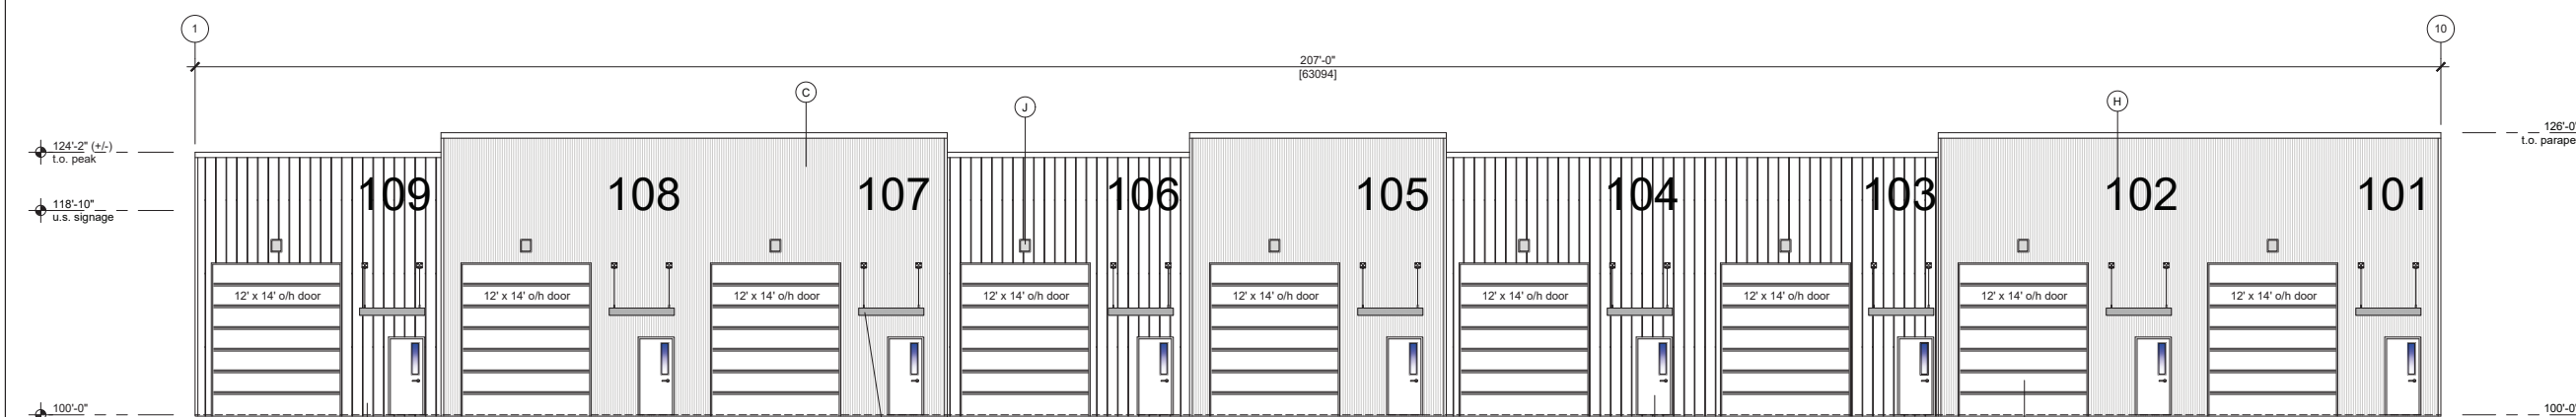 1
10
207'-0"
[63094]
C
J
H
124'-2" (+/-)
t.o. peak
126'-0
t.o. parape
118'-10"
u.s. signage
109
108
107
106
105
104
103
102
101
12' x 14' o/h door
12' x 14' o/h door
12' x 14' o/h door
12' x 14' o/h door
12' x 14' o/h door
12' x 14' o/h door
12' x 14' o/h door
12' x 14' o/h door
12' x 14' o/h door
100'-0"
100'-0